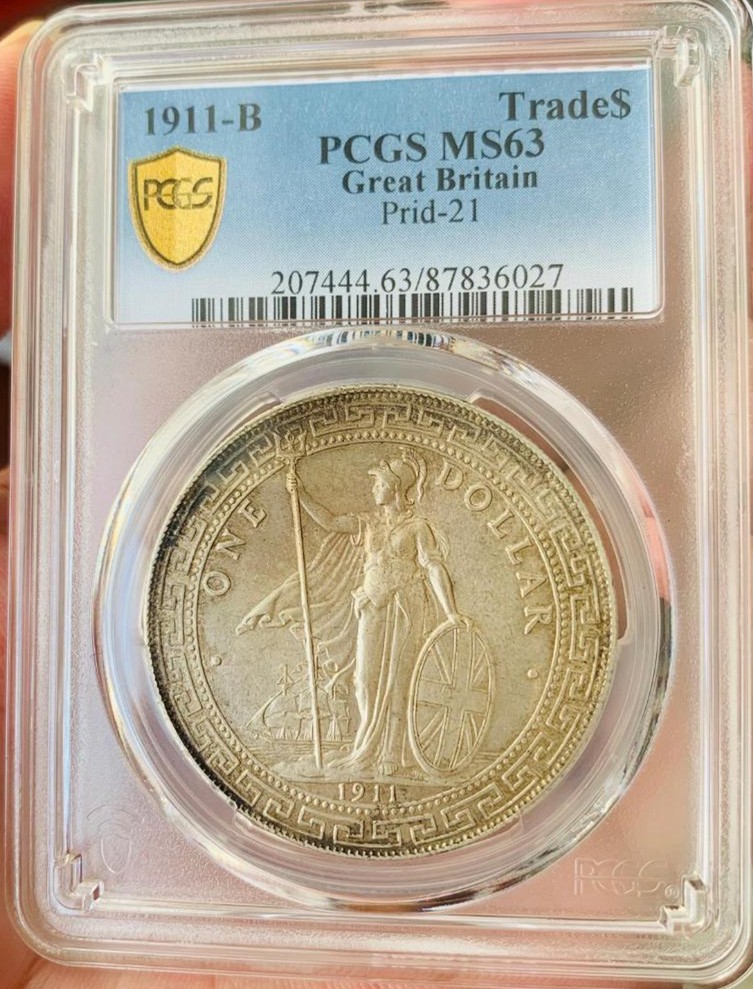 1911-B Trade$
PCGS MS63
Great Britain
Prid-21
PCGS
207444.63/87836027
ONE DOLLAR
1911
PCGS